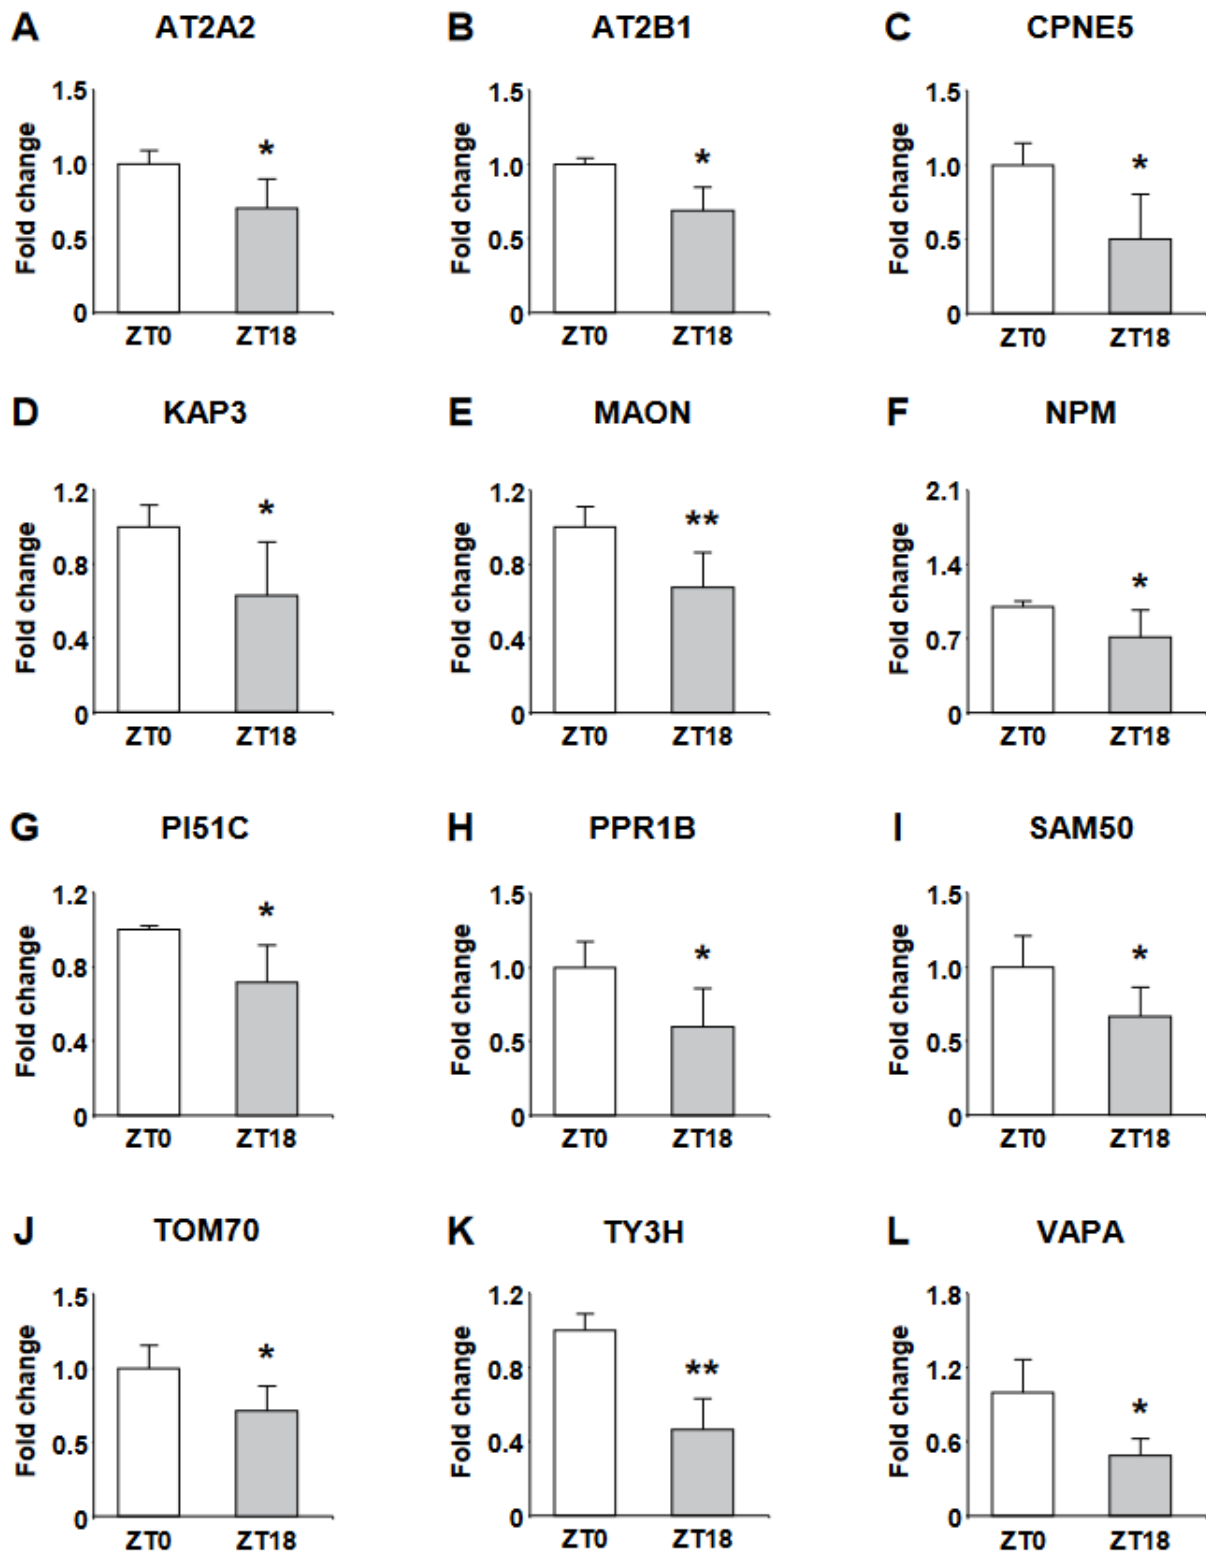 A AT2A2
B AT2B1
C CPNE5
Fold change
1.5
1.0
0.5
0
*
ZT0 ZT18
Fold change
1.5
1.0
0.5
0
*
ZT0 ZT18
Fold change
1.5
1.0
0.5
0
*
ZT0 ZT18
D KAP3
E MAON
F NPM
Fold change
1.2
0.8
0.4
0
*
ZT0 ZT18
Fold change
1.2
0.8
0.4
0
**
ZT0 ZT18
Fold change
2.1
1.4
0.7
0
*
ZT0 ZT18
G PI51C
H PPR1B
I SAM50
Fold change
1.2
0.8
0.4
0
*
ZT0 ZT18
Fold change
1.5
1.0
0.5
0
*
ZT0 ZT18
Fold change
1.5
1.0
0.5
0
*
ZT0 ZT18
J TOM70
K TY3H
L VAPA
Fold change
1.5
1.0
0.5
0
*
ZT0 ZT18
Fold change
1.2
0.8
0.4
0
**
ZT0 ZT18
Fold change
1.8
1.2
0.6
0
*
ZT0 ZT18